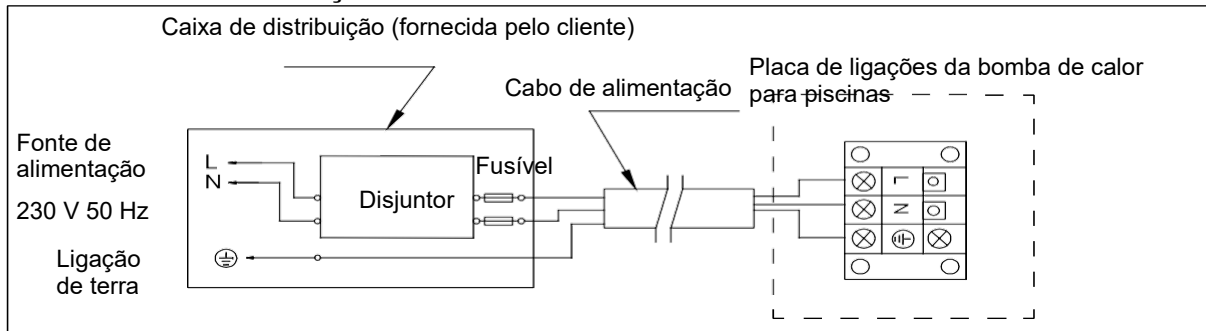 Caixa de distribuição (fornecida pelo cliente)
Cabo de alimentação
Placa de ligações da bomba de calor
para piscinas
Fonte de
alimentação
230 V 50 Hz
Ligação
de terra
L
N
Disjuntor
Fusível
L
N